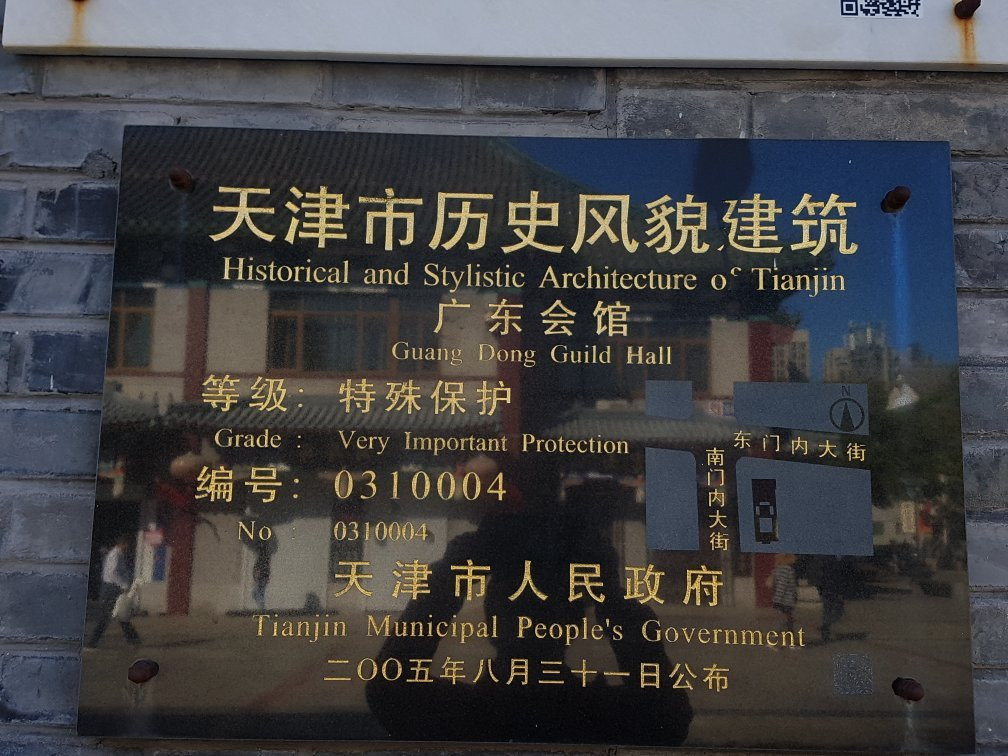 天津市历史风貌建筑
Historical and Stylistic Architecture of Tianjin
广东会馆
Guang Dong Guild Hall
等级：特殊保护
Grade : Very Important Protection
编号：0310004
No : 0310004
N
东门内大街
南门内大街
天津市人民政府
Tianjin Municipal People's Government
二〇〇五年八月三十一日公布